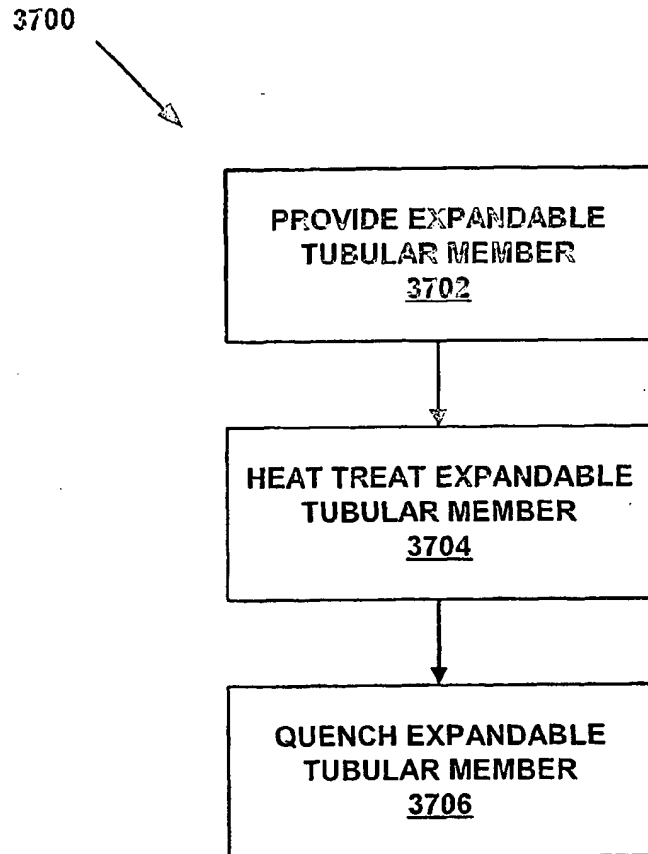 3700
PROVIDE EXPANDABLE
TUBULAR MEMBER
3702
HEAT TREAT EXPANDABLE
TUBULAR MEMBER
3704
QUENCH EXPANDABLE
TUBULAR MEMBER
3706